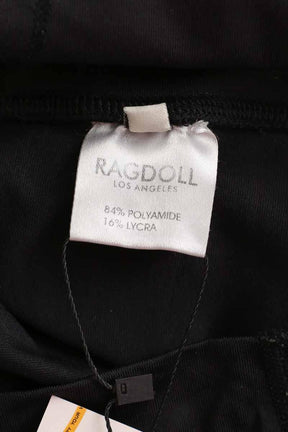 RAGDOLL
LOS ANGELES
84% POLYAMIDE
16% LYCRA